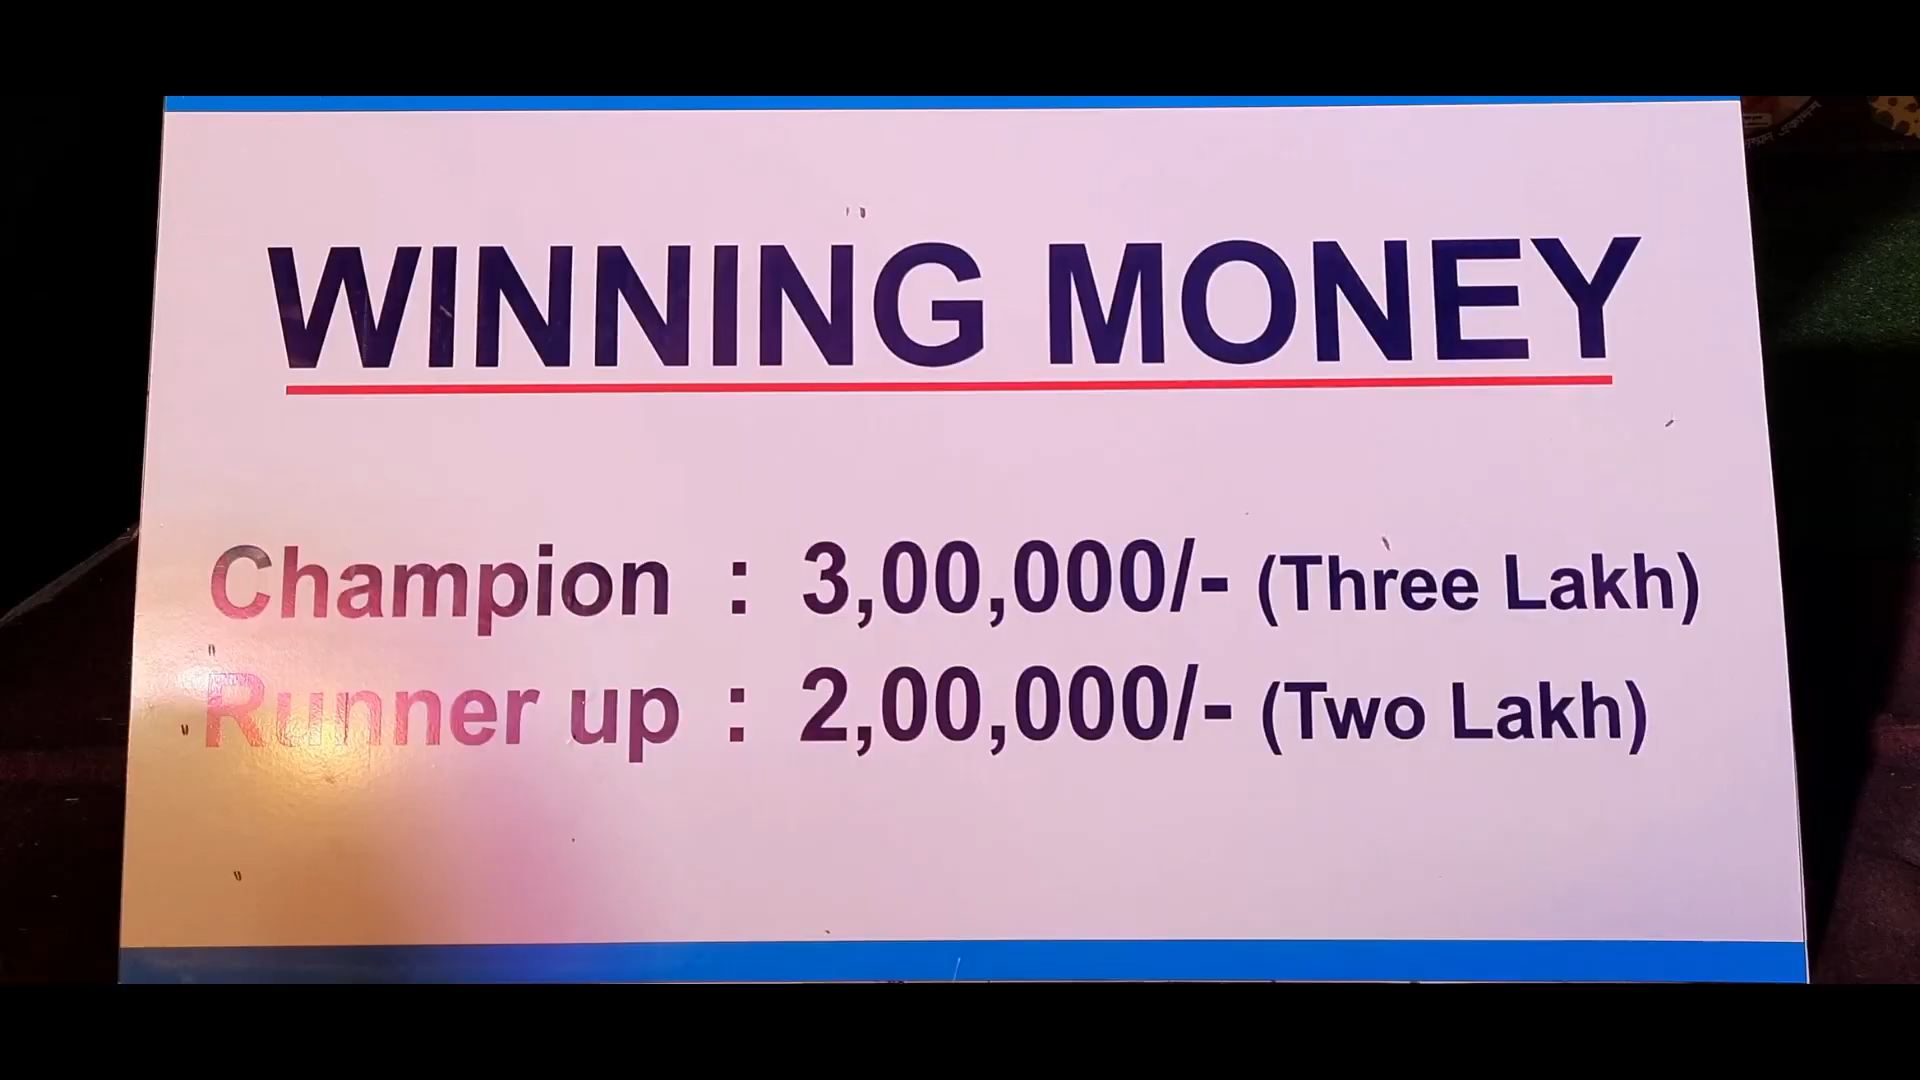 WINNING MONEY
Champion : 3,00,000/- (Three Lakh)
Runner up : 2,00,000/- (Two Lakh)